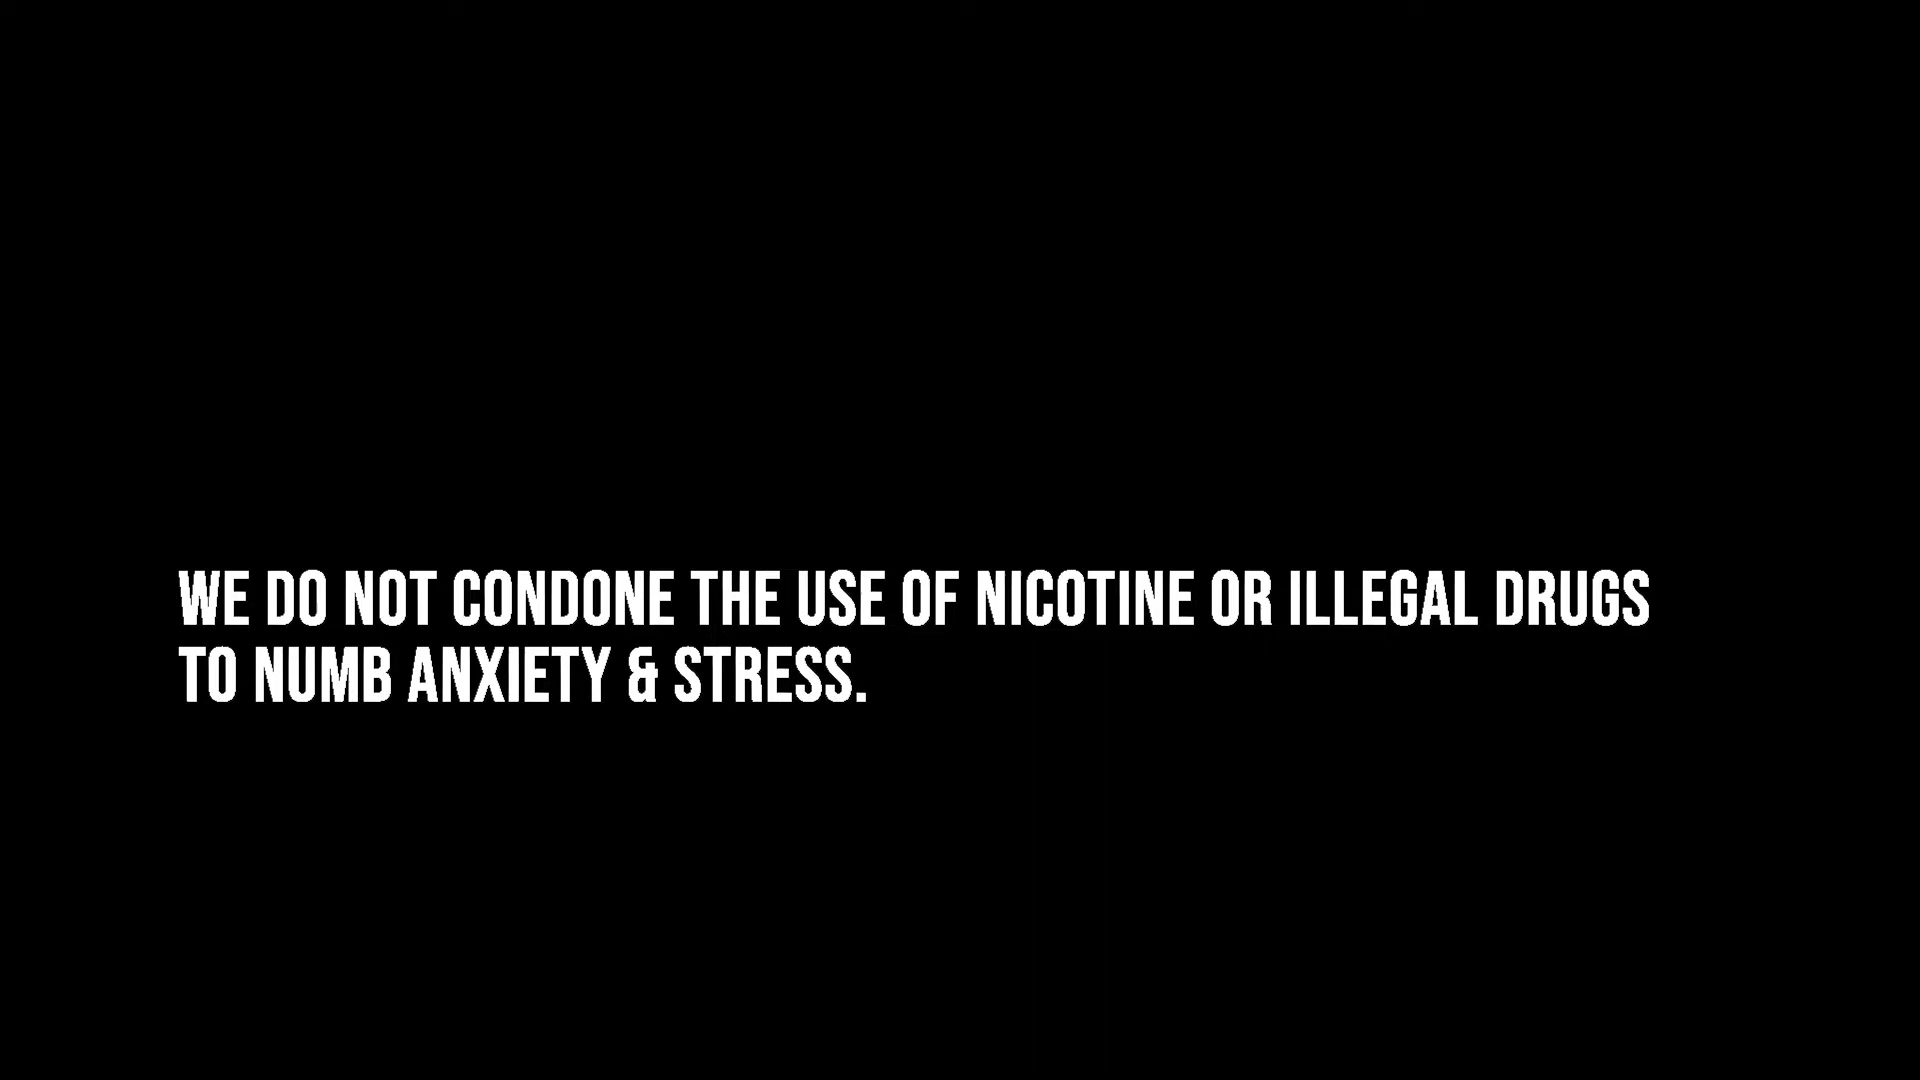 WE DO NOT CONDONE THE USE OF NICOTINE OR ILLEGAL DRUGS
TO NUMB ANXIETY & STRESS.